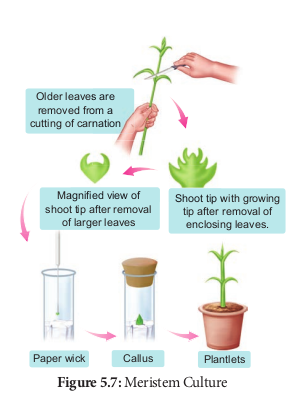 Older leaves are
removed from a
cutting of carnation
Magnified view of
shoot tip after removal
of larger leaves
Shoot tip with growing
tip after removal of
enclosing leaves.
Paper wick
Callus
Plantlets
Figure 5.7: Meristem Culture